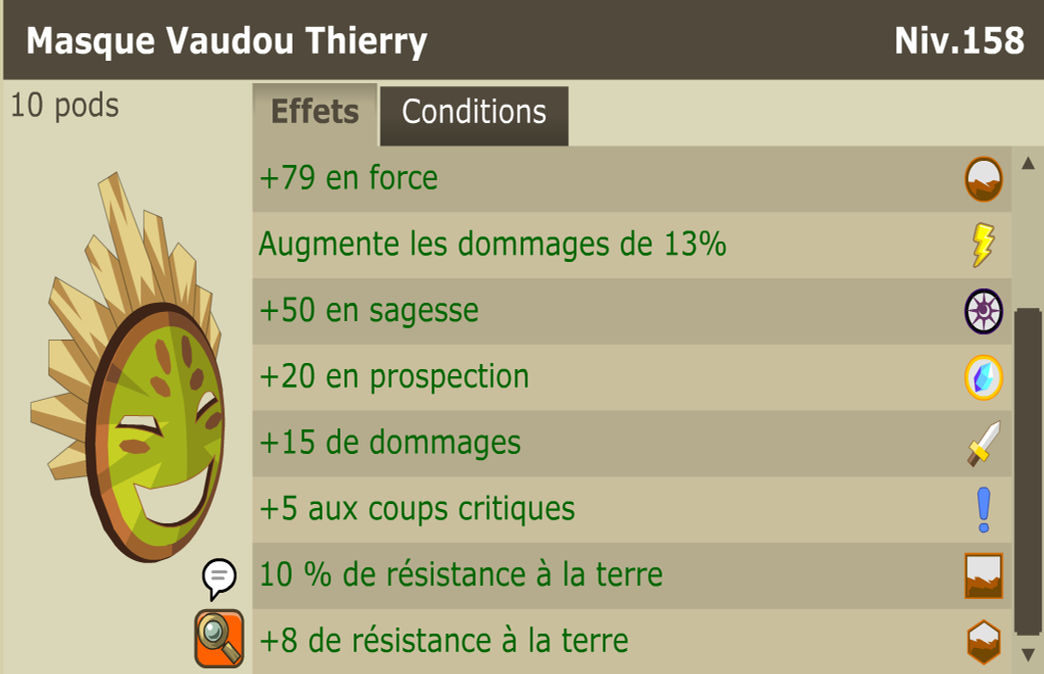 Masque Vaudou Thierry Niv.158
10 pods
Effets Conditions
+79 en force
Augmente les dommages de 13%
+50 en sagesse
+20 en prospection
+15 de dommages
+5 aux coups critiques
10 % de résistance à la terre
+8 de résistance à la terre